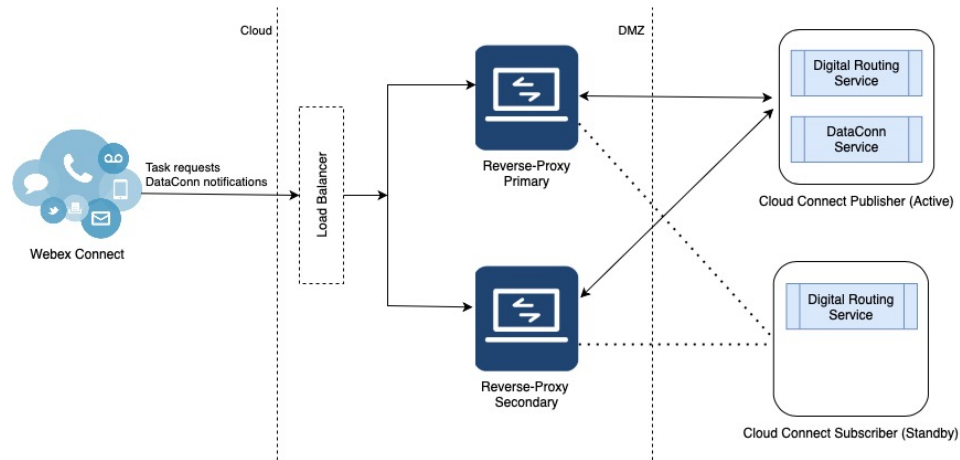 Cloud
DMZ
Webex Connect
Task requests
DataConn notifications
Load Balancer
Reverse-Proxy
Primary
Reverse-Proxy
Secondary
Digital Routing
Service
DataConn
Service
Cloud Connect Publisher (Active)
Digital Routing
Service
Cloud Connect Subscriber (Standby)